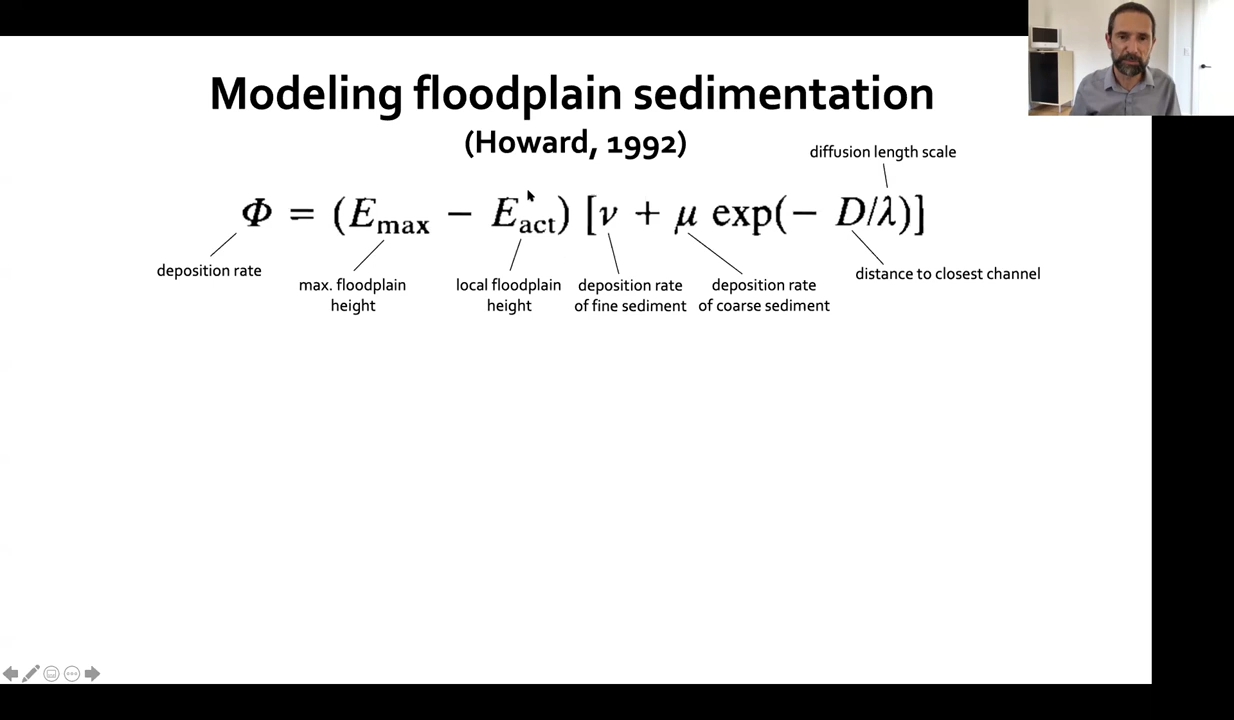 Modeling floodplain sedimentation
(Howard, 1992)
diffusion length scale
Φ = (E_max − E_act) [ν + μ exp(− D/λ)]
deposition rate
max. floodplain
height
local floodplain
height
deposition rate
of fine sediment
deposition rate
of coarse sediment
distance to closest channel